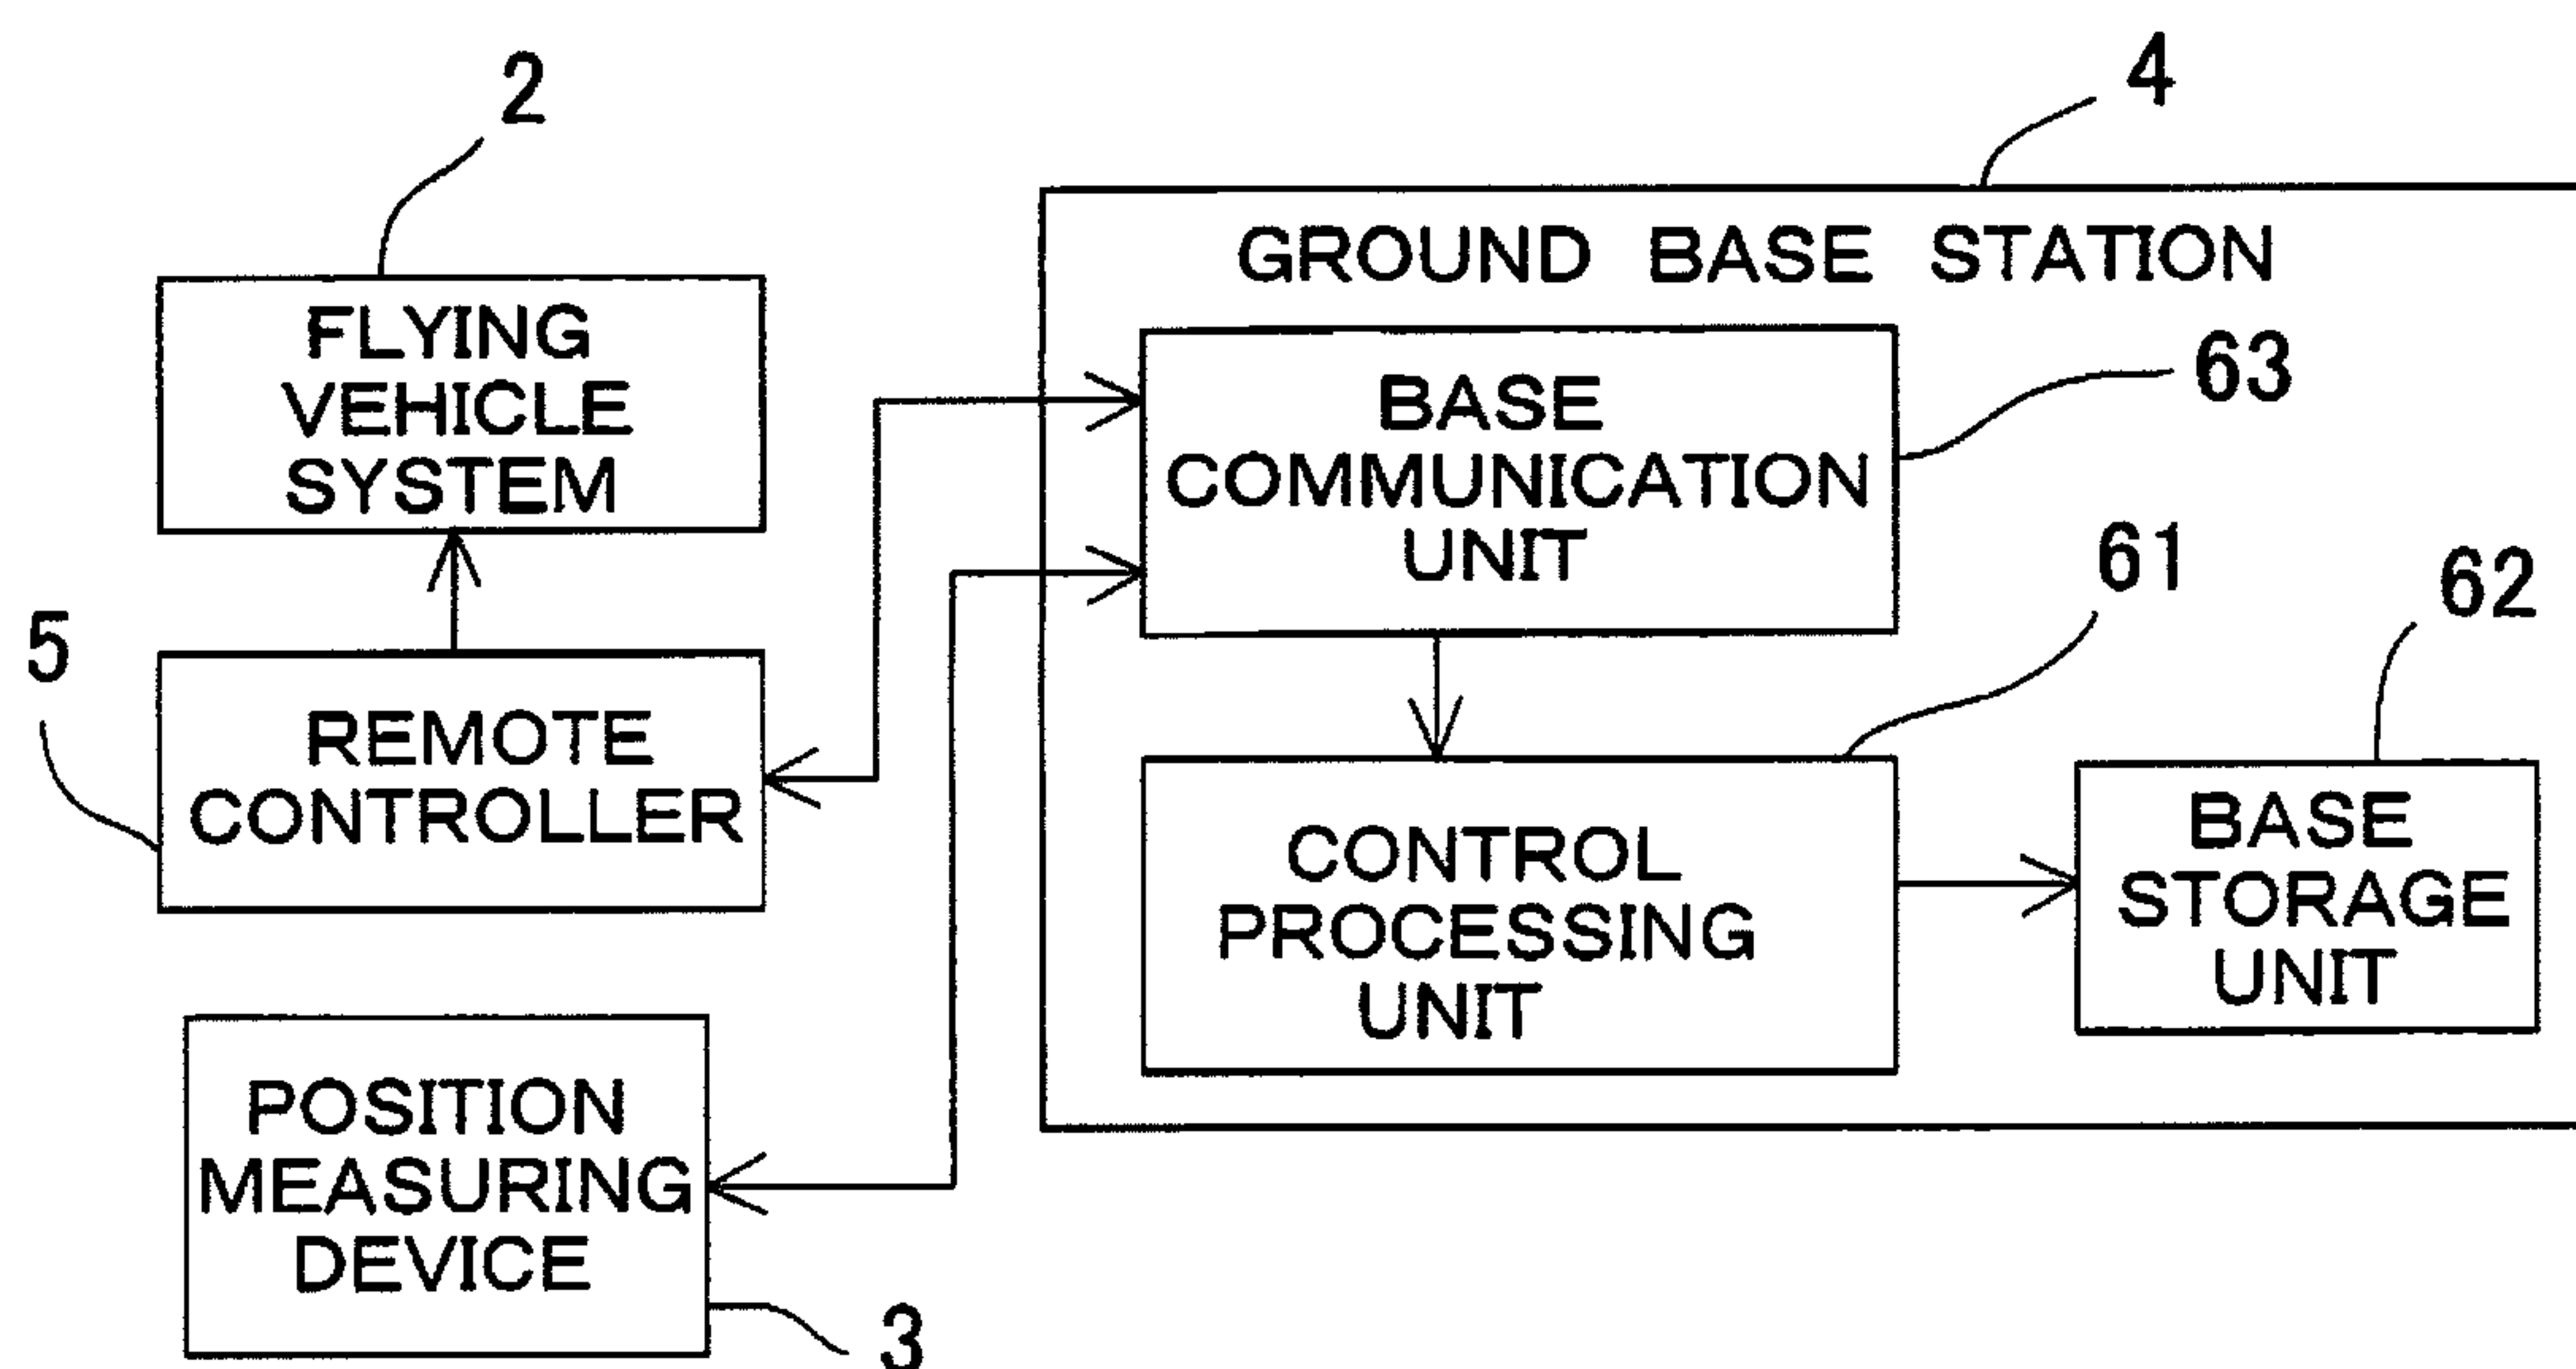 2
FLYING
VEHICLE
SYSTEM
5
REMOTE
CONTROLLER
POSITION
MEASURING
DEVICE
3
4
GROUND BASE STATION
BASE
COMMUNICATION
UNIT
63
61
CONTROL
PROCESSING
UNIT
62
BASE
STORAGE
UNIT